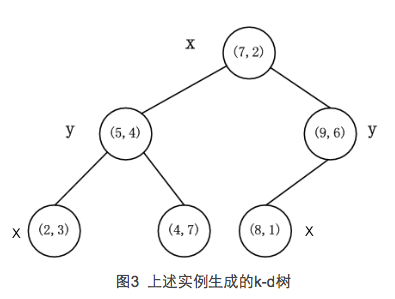 x
(7, 2)
y
(5, 4)
(9, 6)
y
X
(2, 3)
(4, 7)
(8, 1)
X
图3 上述实例生成的k-d树